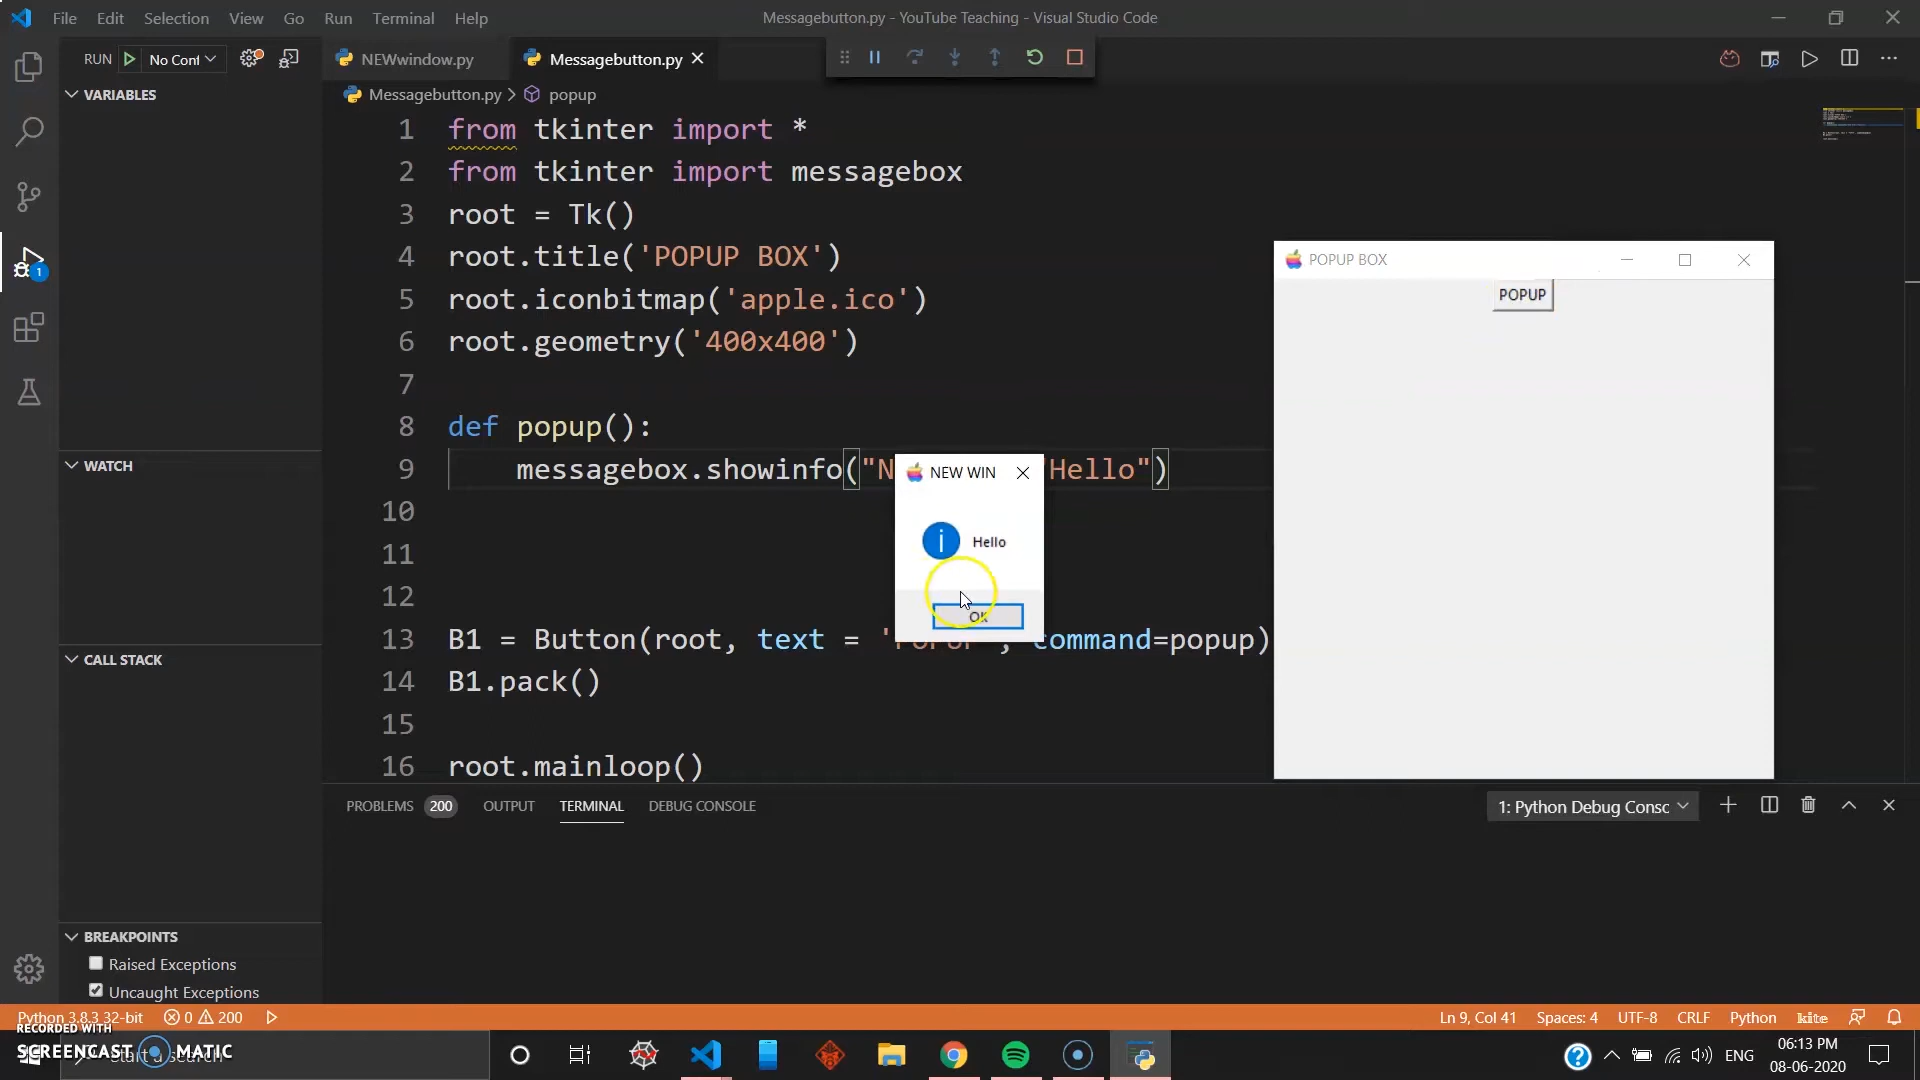 File Edit Selection View Go Run Terminal Help
Messagebutton.py - YouTube Teaching - Visual Studio Code
RUN No Conf
NEWwindow.py
Messagebutton.py
VARIABLES
Messagebutton.py > popup
1 from tkinter import *
2 from tkinter import messagebox
3 root = Tk()
4 root.title('POPUP BOX')
5 root.iconbitmap('apple.ico')
6 root.geometry('400x400')
7
8 def popup():
9 messagebox.showinfo("N Hello")
10
11
12
13 B1 = Button(root, text = ' , command=popup)
14 B1.pack()
15
16 root.mainloop()
POPUP BOX
POPUP
NEW WIN
Hello
OK
WATCH
CALL STACK
BREAKPOINTS
Raised Exceptions
Uncaught Exceptions
1
PROBLEMS 200 OUTPUT TERMINAL DEBUG CONSOLE
1: Python Debug Consc
Python 3.8.3 32-bit 0 200
Ln 9, Col 41 Spaces: 4 UTF-8 CRLF Python kite
RECORDED WITH
SCREENCAST MATIC
ENG
06:13 PM
08-06-2020